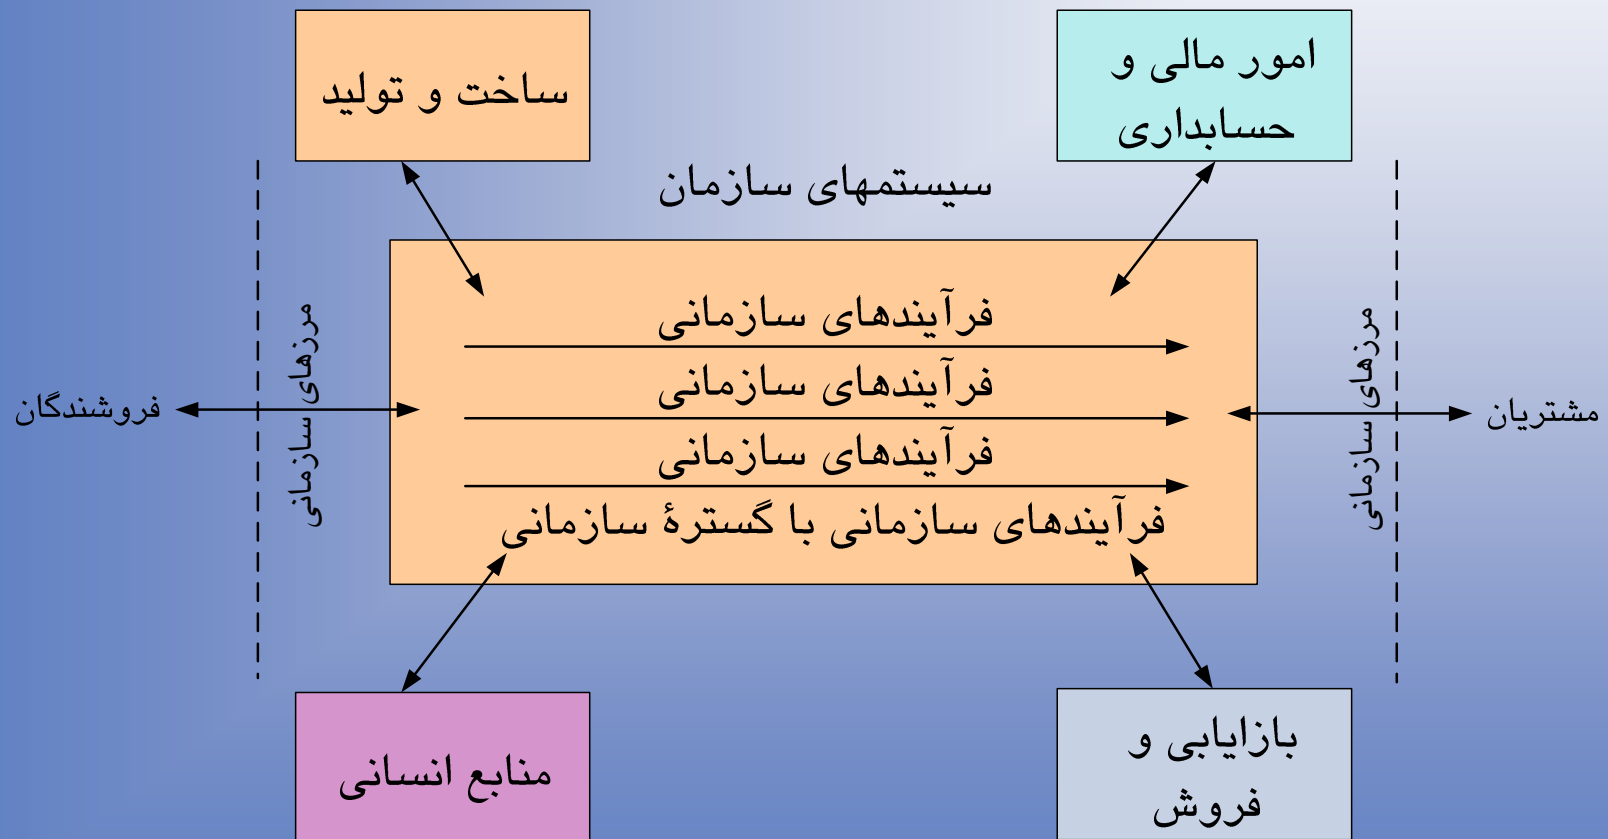 امور مالی و
حسابداری
ساخت و تولید
سیستمهای سازمان
فرآیندهای سازمانی
فرآیندهای سازمانی
فرآیندهای سازمانی
فرآیندهای سازمانی با گسترۀ سازمانی
مشتریان
مرزهای سازمانی
مرزهای سازمانی
فروشندگان
بازایابی و
فروش
منابع انسانی